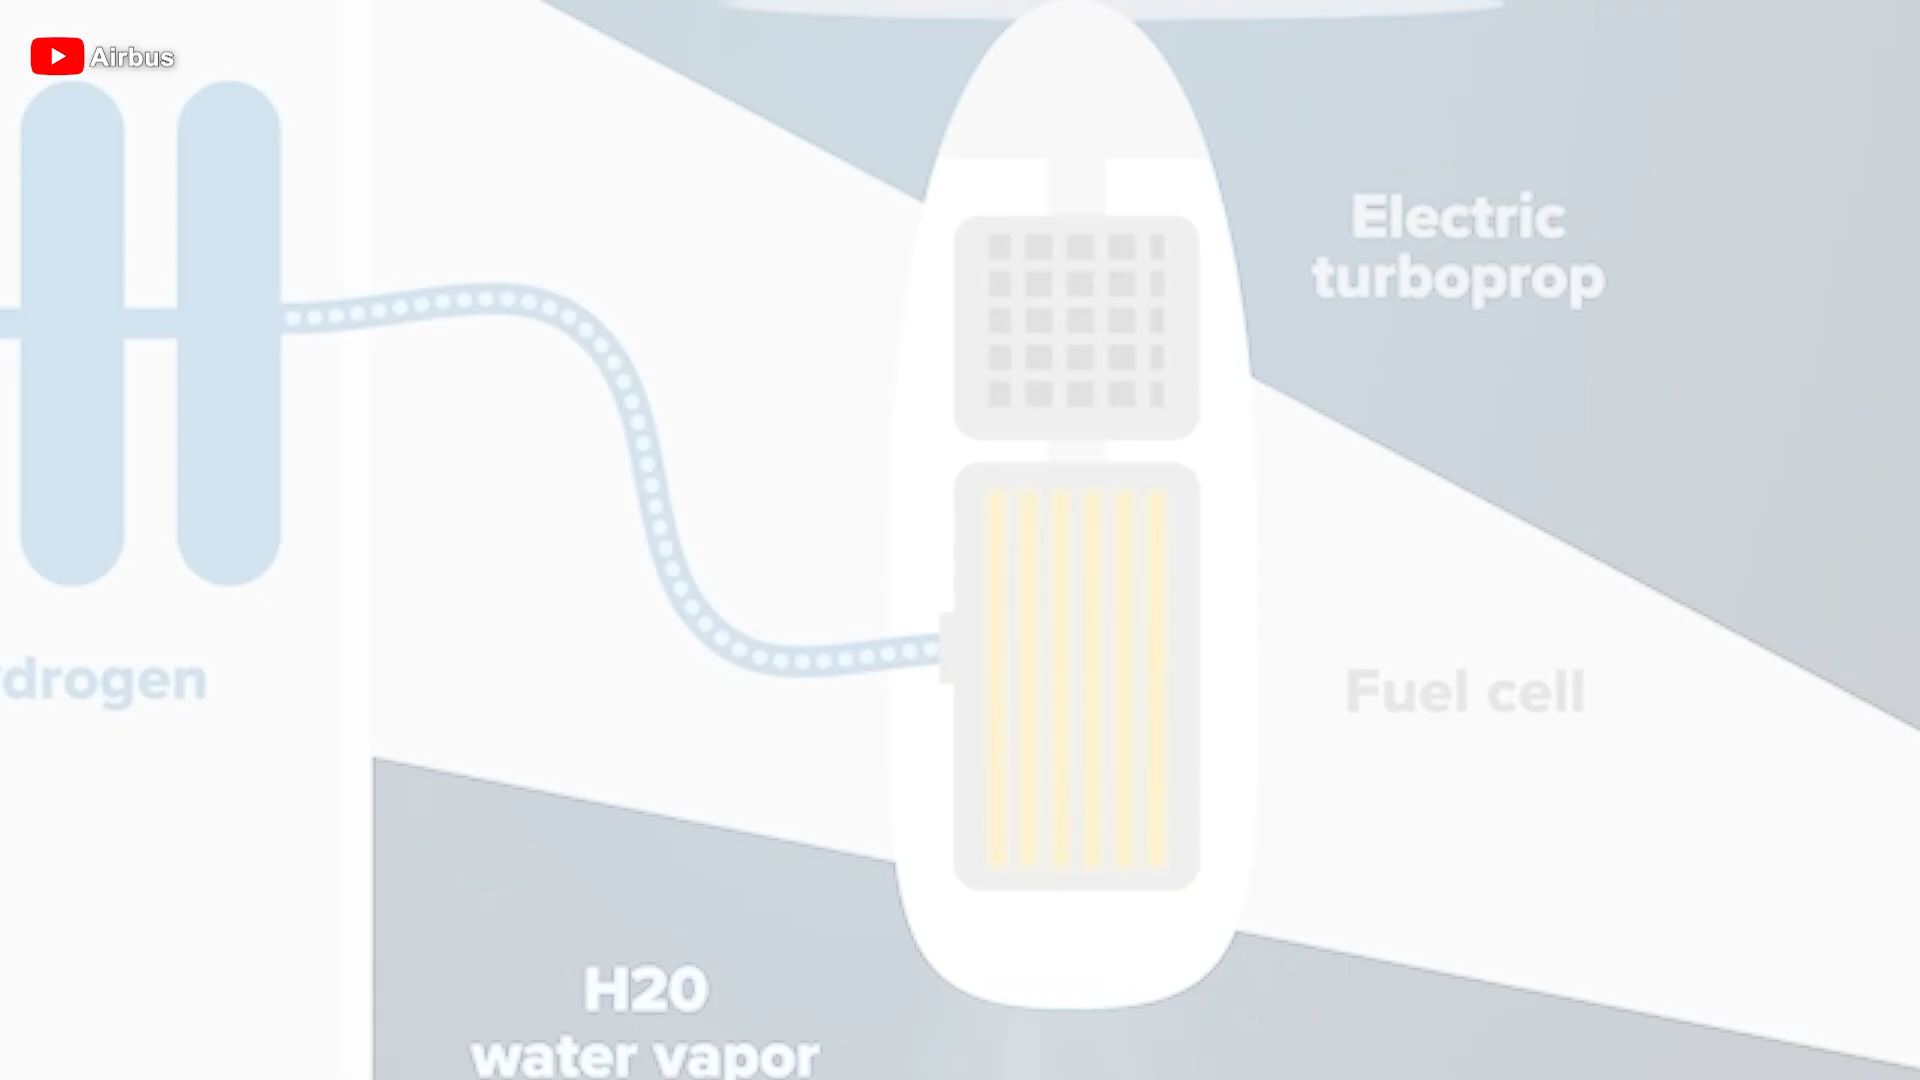 Airbus
Electric
turboprop
drogen
Fuel cell
H20
water vapor